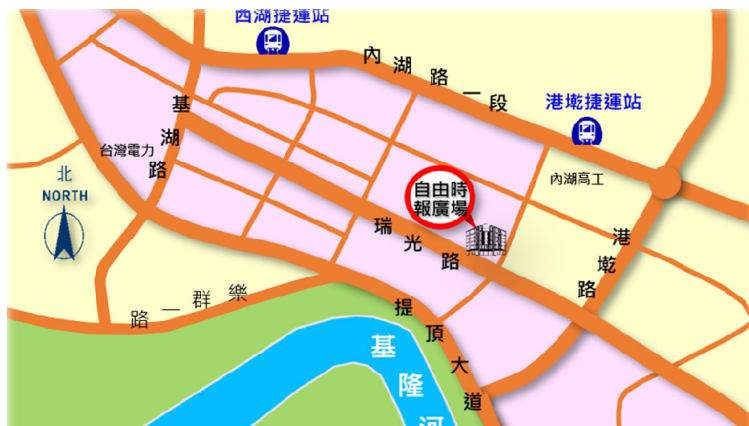 西湖捷運站
內湖路一段
港墘捷運站
基湖路
台灣電力
北
NORTH
內湖高工
自由時
報廣場
瑞光路
港墘路
樂群一路
堤頂大道
基隆河